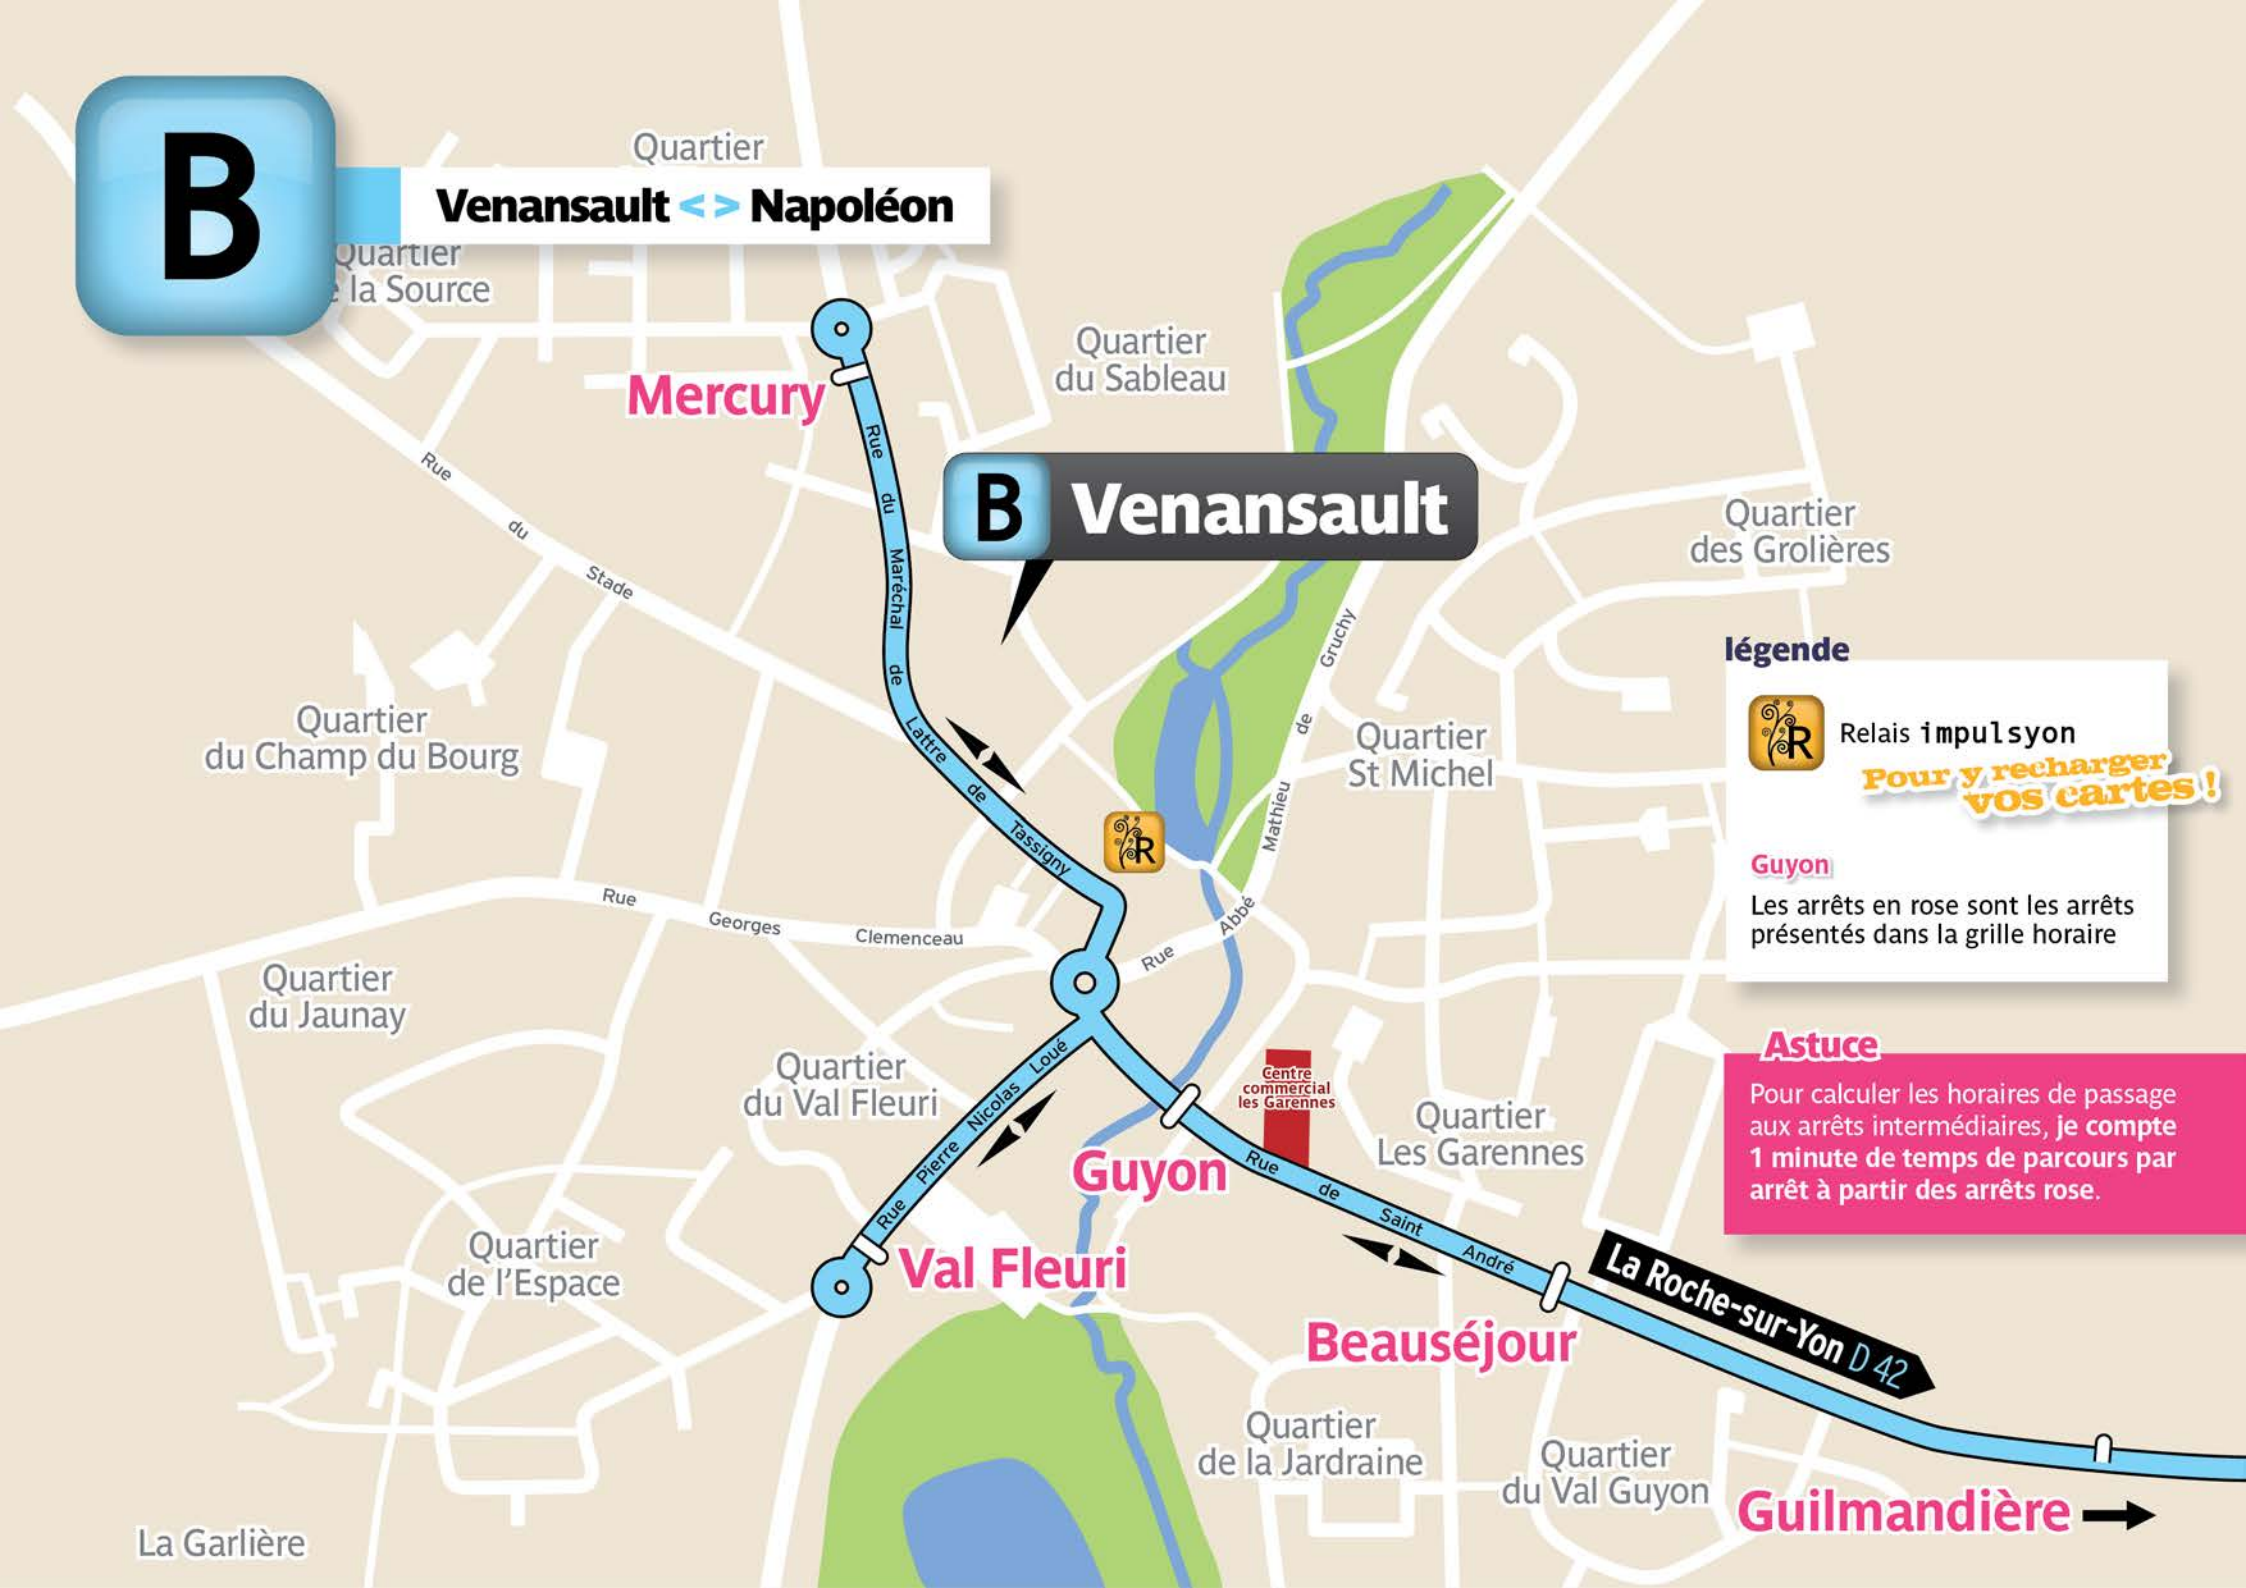 B
Quartier
Venansault <> Napoléon
Quartier
la Source
Mercury
Quartier
du Sableau
B Venansault
Rue du Maréchal de Lattre de Tassigny
Rue du Stade
Quartier
des Grolières
Quartier
du Champ du Bourg
Quartier
St Michel
R
Rue Abbé Mathieu de Gruchy
Rue Georges Clemenceau
Quartier
du Jaunay
Quartier
du Val Fleuri
Rue Pierre Nicolas Loué
Centre
commercial
les Garennes
Quartier
Les Garennes
Guyon
Rue de Saint André
Quartier
de l'Espace
Val Fleuri
Beauséjour
La Roche-sur-Yon D 42
Quartier
de la Jardraine
Quartier
du Val Guyon
Guilmandière
La Garlière
légende
R Relais impulsyon
Pour y recharger
vos cartes !
Guyon
Les arrêts en rose sont les arrêts
présentés dans la grille horaire
Astuce
Pour calculer les horaires de passage
aux arrêts intermédiaires, je compte
1 minute de temps de parcours par
arrêt à partir des arrêts rose.